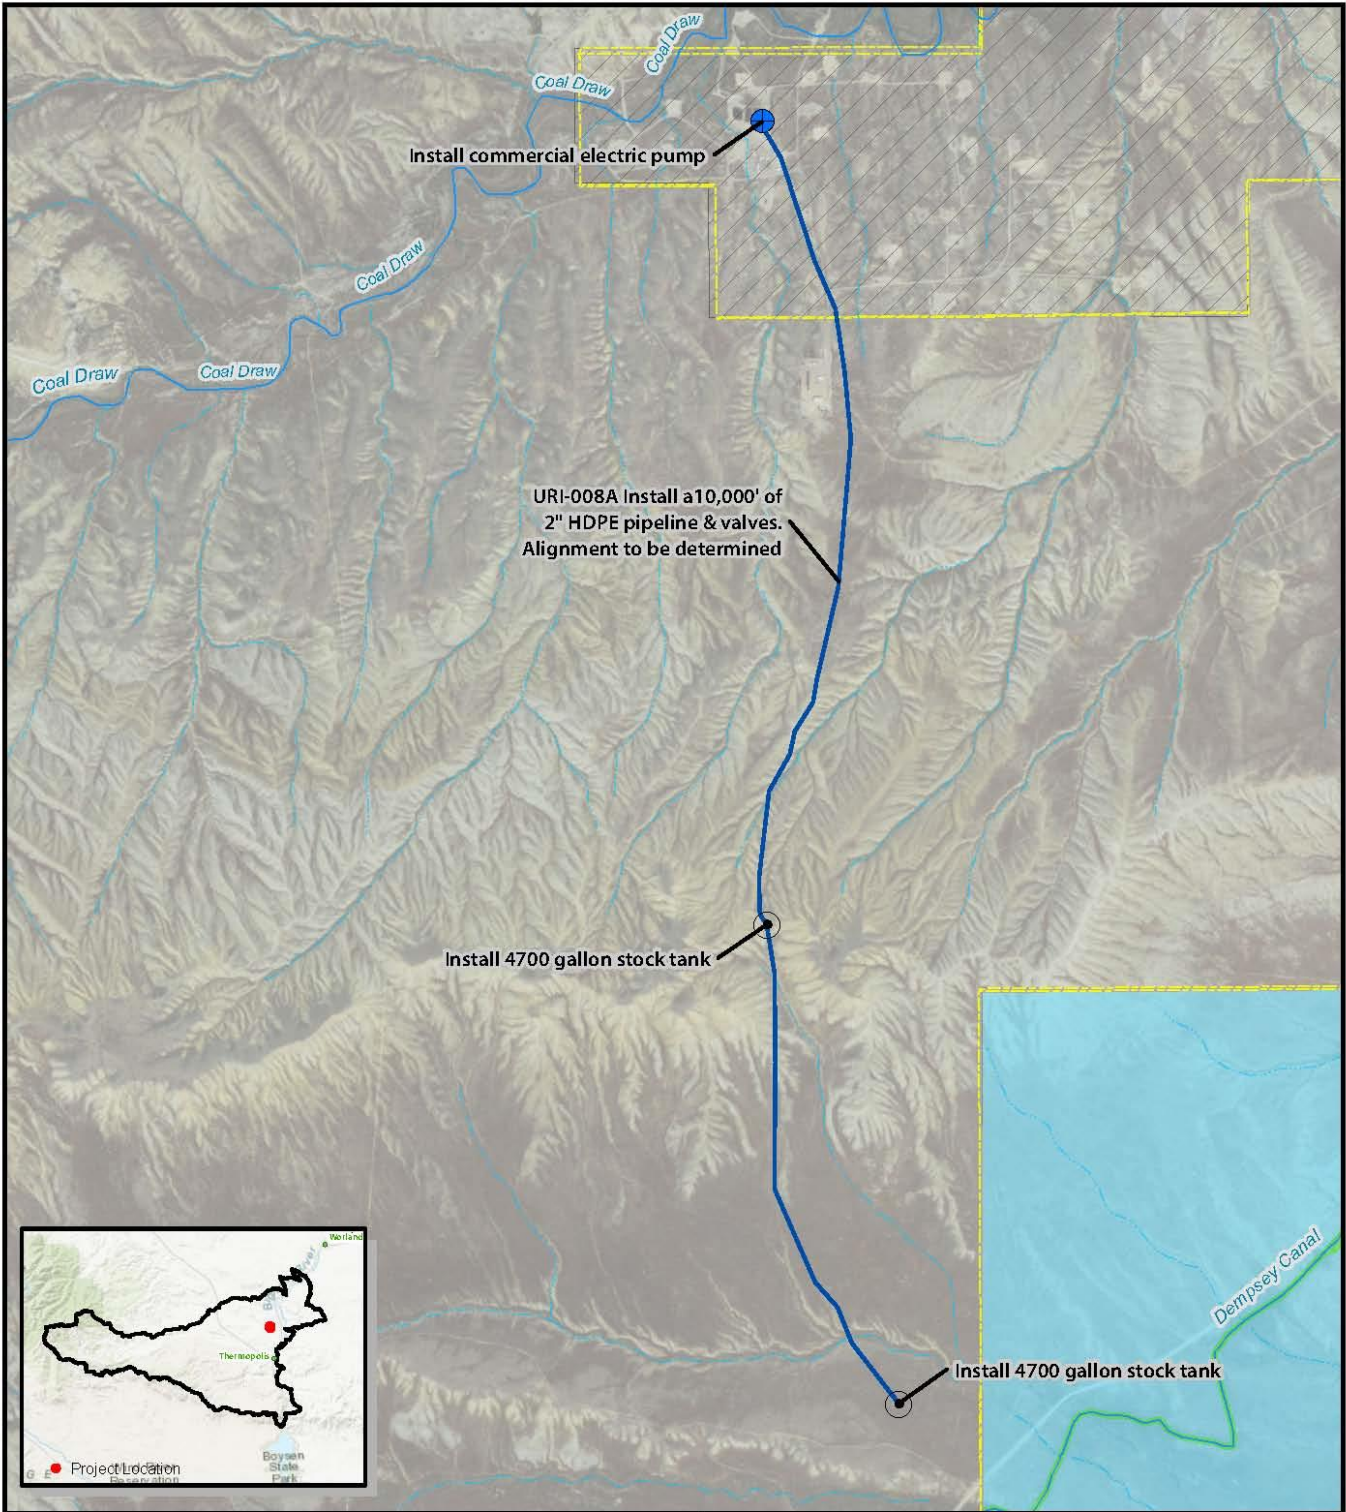 Coal Draw
Coal Draw
Install commercial electric pump
Coal Draw
Coal Draw
Coal Draw
URI-008A Install a10,000' of
2" HDPE pipeline & valves.
Alignment to be determined
Install 4700 gallon stock tank
Dempsey Canal
Install 4700 gallon stock tank
Worland
Thermopolis
Boysen
State
Park
Project Location
Reservation
G E